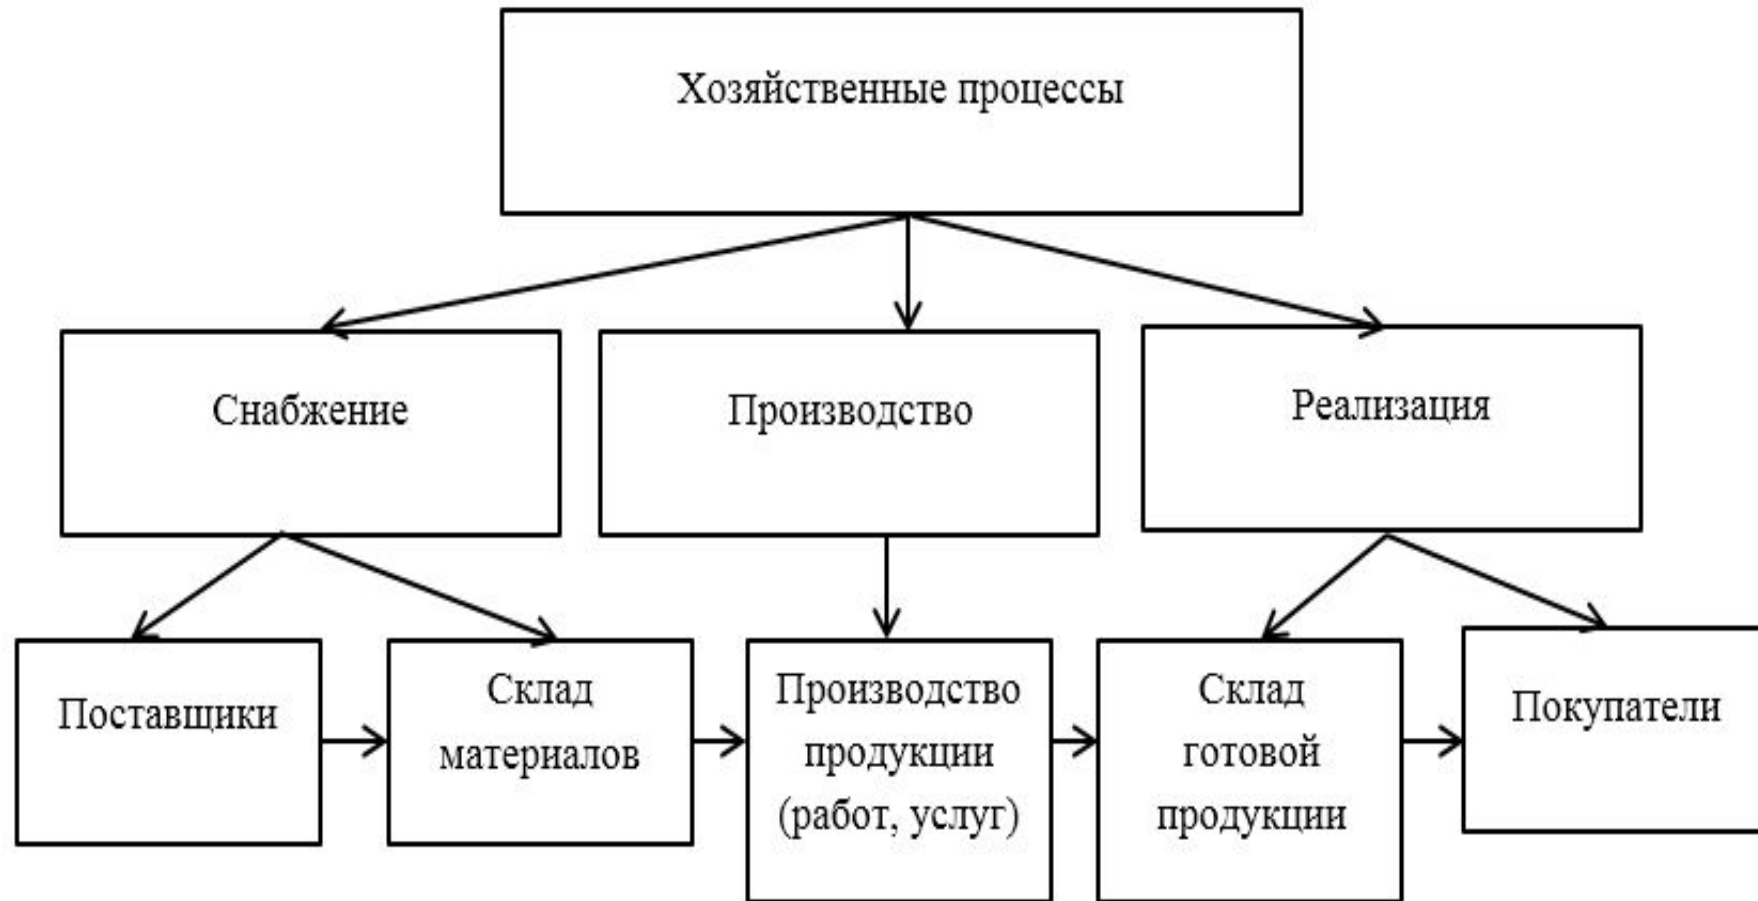 Хозяйственные процессы
Снабжение
Производство
Реализация
Поставщики
Склад
материалов
Производство
продукции
(работ, услуг)
Склад
готовой
продукции
Покупатели